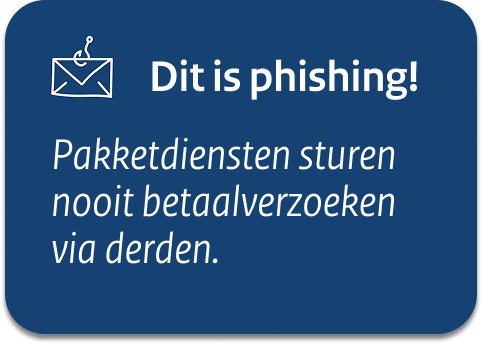 Dit is phishing!
Pakketdiensten sturen
nooit betaalverzoeken
via derden.